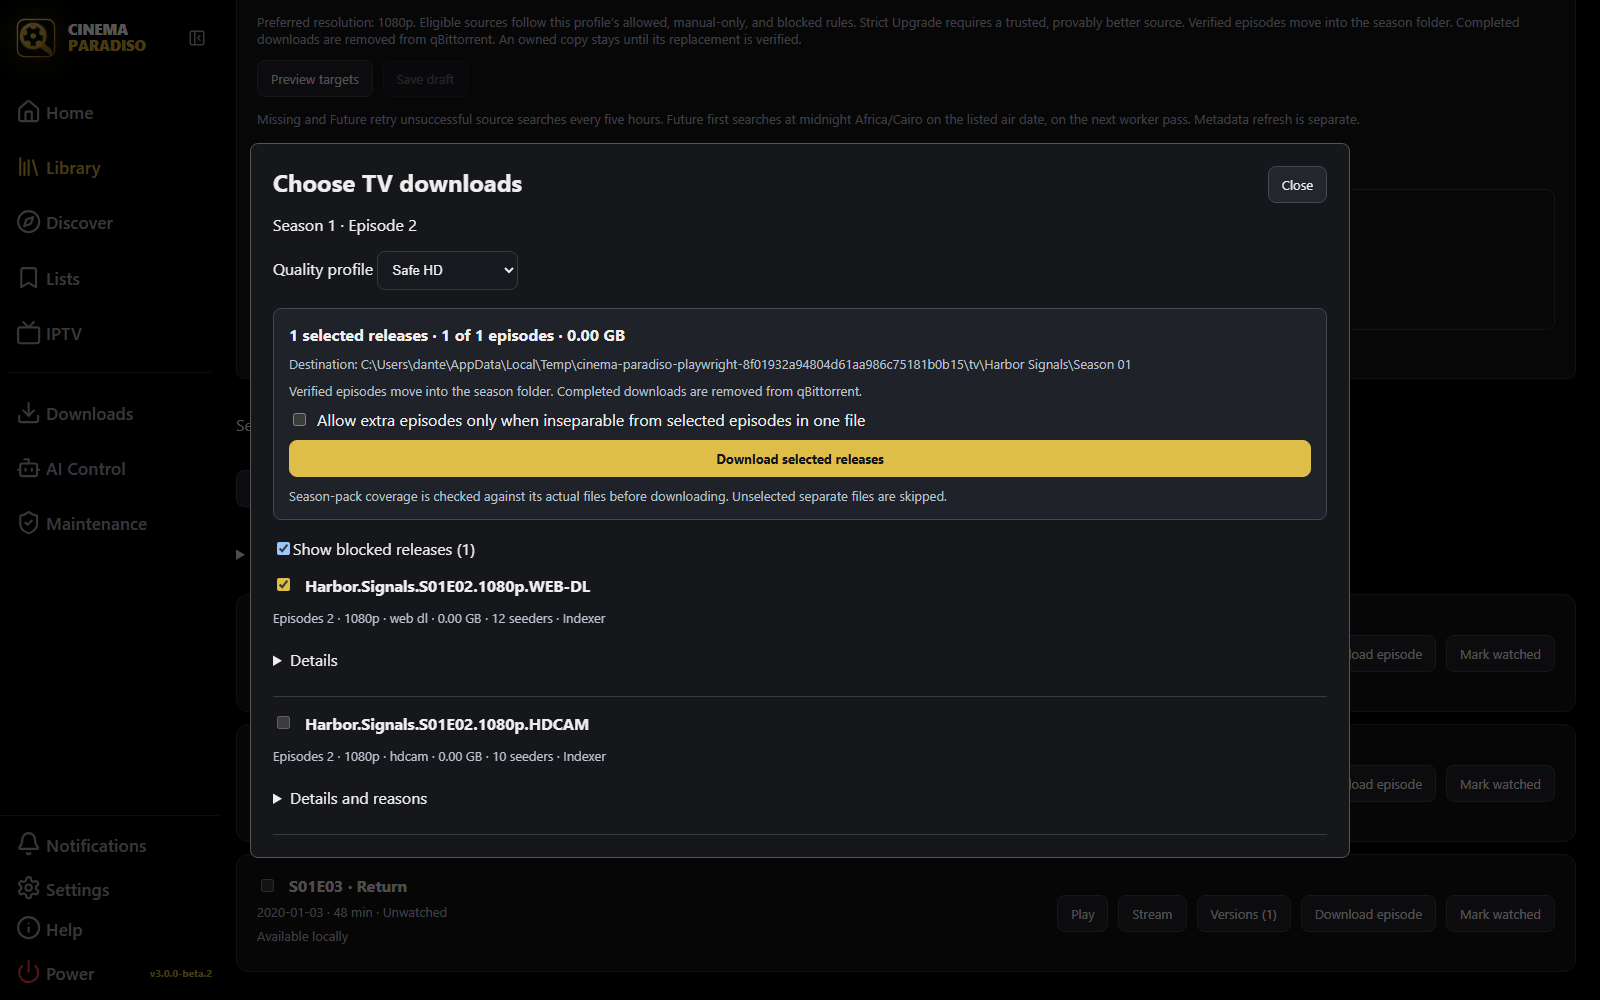 CINEMA
PARADISO
Home
Library
Discover
Lists
IPTV
Downloads
AI Control
Maintenance
Notifications
Settings
Help
Power
v3.0.0-beta.2
Preferred resolution: 1080p. Eligible sources follow this profile's allowed, manual-only, and blocked rules. Strict Upgrade requires a trusted, provably better source. Verified episodes move into the season folder. Completed
downloads are removed from qBittorrent. An owned copy stays until its replacement is verified.
Preview targets
Save draft
Missing and Future retry unsuccessful source searches every five hours. Future first searches at midnight Africa/Cairo on the listed air date, on the next worker pass. Metadata refresh is separate.
Choose TV downloads
Close
Season 1 · Episode 2
Quality profile
Safe HD
1 selected releases · 1 of 1 episodes · 0.00 GB
Destination: C:\Users\dante\AppData\Local\Temp\cinema-paradiso-playwright-8f01932a94804d61aa986c75181b0b15\tv\Harbor Signals\Season 01
Verified episodes move into the season folder. Completed downloads are removed from qBittorrent.
Allow extra episodes only when inseparable from selected episodes in one file
Download selected releases
Season-pack coverage is checked against its actual files before downloading. Unselected separate files are skipped.
Show blocked releases (1)
Harbor.Signals.S01E02.1080p.WEB-DL
Episodes 2 · 1080p · web dl · 0.00 GB · 12 seeders · Indexer
Details
Harbor.Signals.S01E02.1080p.HDCAM
Episodes 2 · 1080p · hdcam · 0.00 GB · 10 seeders · Indexer
Details and reasons
episode
Mark watched
episode
Mark watched
S01E03 · Return
2020-01-03 · 48 min · Unwatched
Available locally
Play
Stream
Versions (1)
Download episode
Mark watched